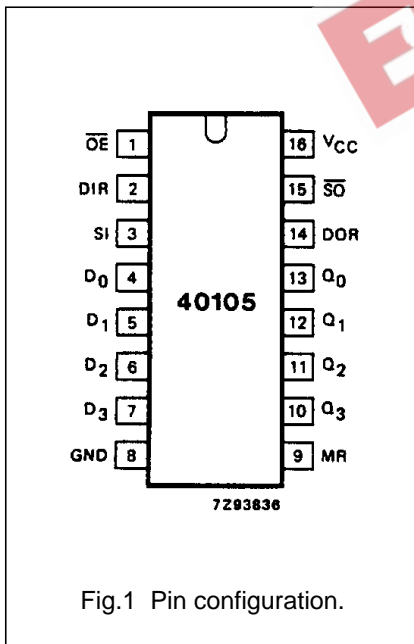 OE 1 16 VCC
DIR 2 15 SO
SI 3 14 DOR
D0 4 13 Q0
40105
D1 5 12 Q1
D2 6 11 Q2
D3 7 10 Q3
GND 8 9 MR
7Z93836
Fig.1 Pin configuration.